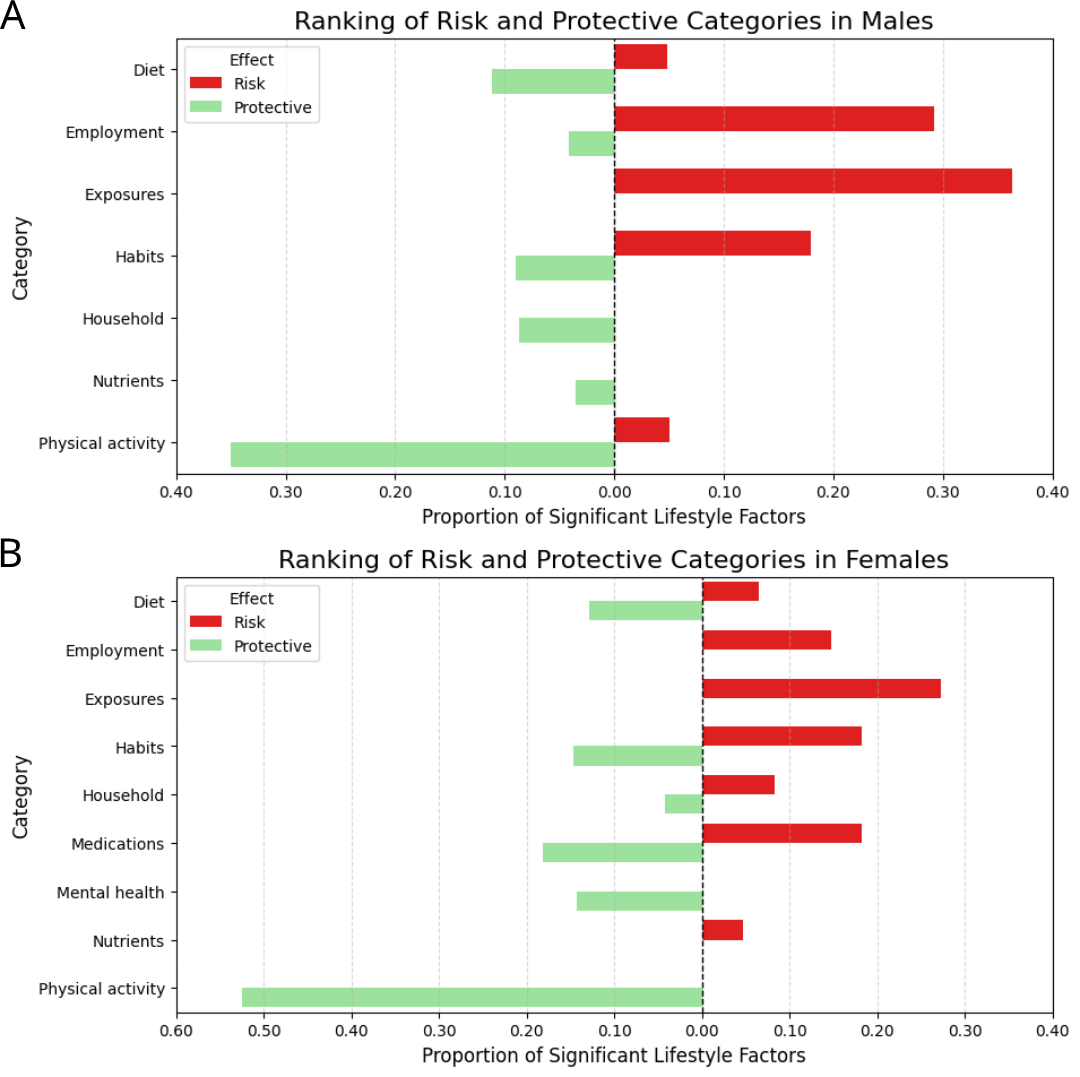 A
Ranking of Risk and Protective Categories in Males
Effect
Risk
Protective
Category
Diet
Employment
Exposures
Habits
Household
Nutrients
Physical activity
0.40 0.30 0.20 0.10 0.00 0.10 0.20 0.30 0.40
Proportion of Significant Lifestyle Factors
B
Ranking of Risk and Protective Categories in Females
Effect
Risk
Protective
Category
Diet
Employment
Exposures
Habits
Household
Medications
Mental health
Nutrients
Physical activity
0.60 0.50 0.40 0.30 0.20 0.10 0.00 0.10 0.20 0.30 0.40
Proportion of Significant Lifestyle Factors